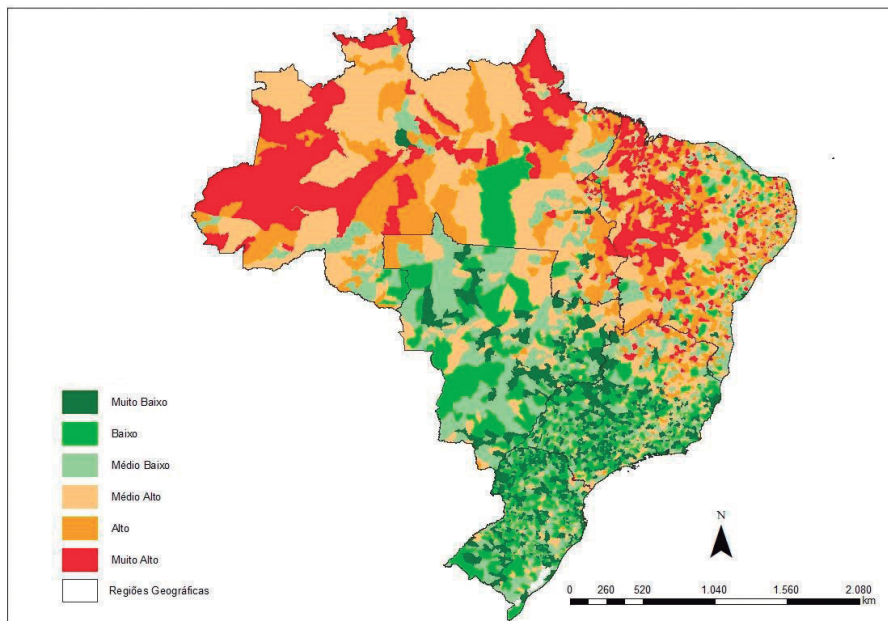 Muito Baixo
Baixo
Médio Baixo
Médio Alto
Alto
Muito Alto
Regiões Geográficas
N
0 260 520 1.040 1.560 2.080
km